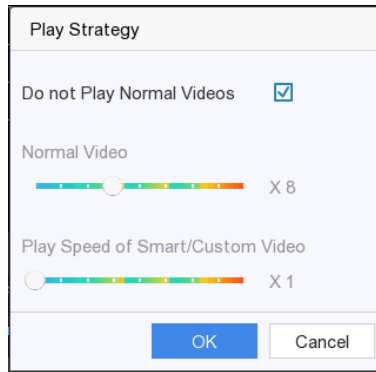 Play Strategy
Do not Play Normal Videos
Normal Video
X 8
Play Speed of Smart/Custom Video
X 1
OK Cancel